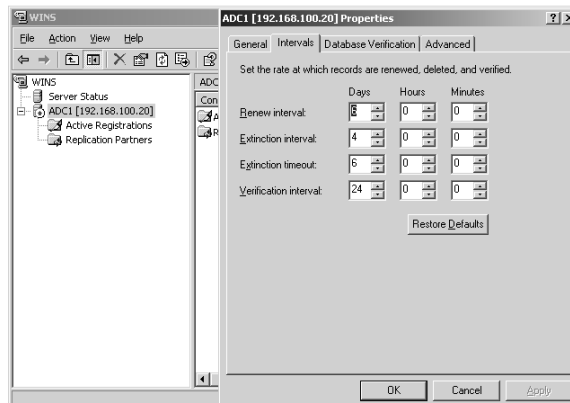 WINS
File Action View Help
WINS
Server Status
ADC1 [192.168.100.20]
Active Registrations
Replication Partners
ADC
Con
A
R
ADC1 [192.168.100.20] Properties
General Intervals Database Verification Advanced
Set the rate at which records are renewed, deleted, and verified.
Days Hours Minutes
Renew interval: 6 0 0
Extinction interval: 4 0 0
Extinction timeout: 6 0 0
Verification interval: 24 0 0
Restore Defaults
OK Cancel Apply